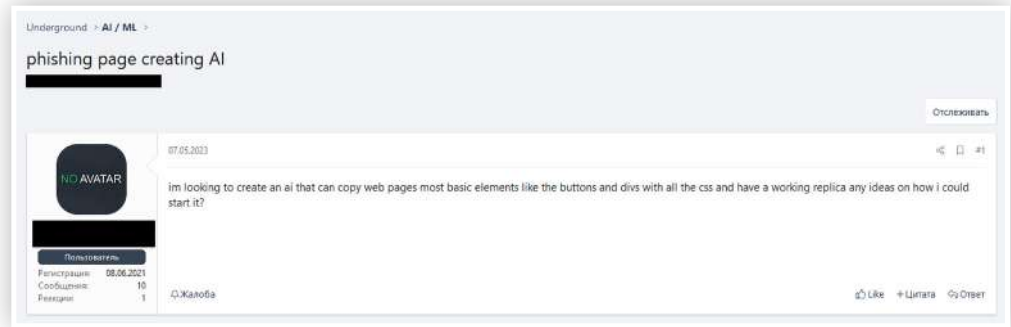 Underground > AI / ML >
phishing page creating AI
Отслеживать
07.05.2023
#1
NO AVATAR
im looking to create an ai that can copy web pages most basic elements like the buttons and divs with all the css and have a working replica any ideas on how i could
start it?
Пользователь
Регистрация: 08.06.2021
Сообщения: 10
Реакции: 1
Жалоба
Like +Цитата Ответ